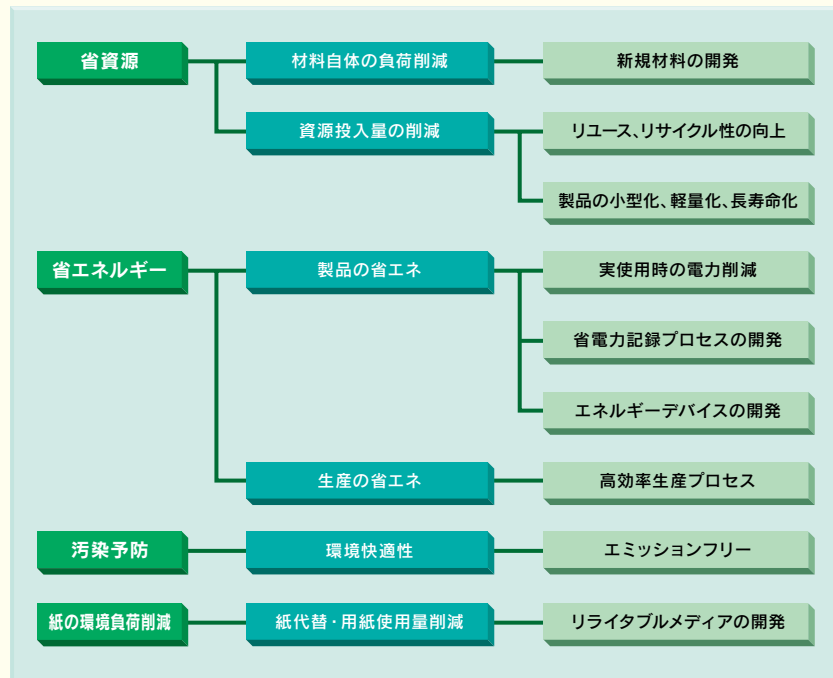 省資源
材料自体の負荷削減
新規材料の開発
資源投入量の削減
リユース、リサイクル性の向上
製品の小型化、軽量化、長寿命化
省エネルギー
製品の省エネ
実使用時の電力削減
省電力記録プロセスの開発
エネルギーデバイスの開発
生産の省エネ
高効率生産プロセス
汚染予防
環境快適性
エミッションフリー
紙の環境負荷削減
紙代替・用紙使用量削減
リライタブルメディアの開発